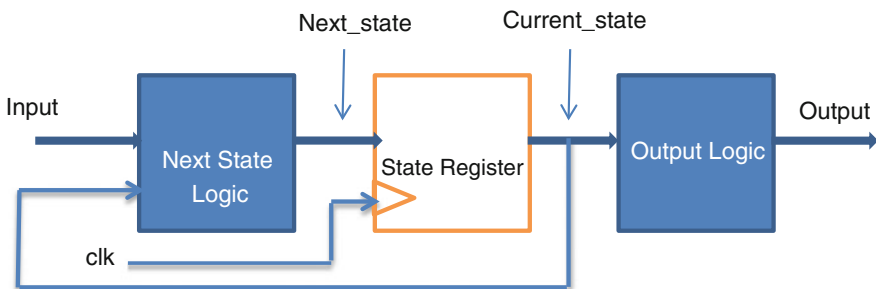 Next_state
Current_state
Input
Output
Next State
Logic
State Register
Output Logic
clk